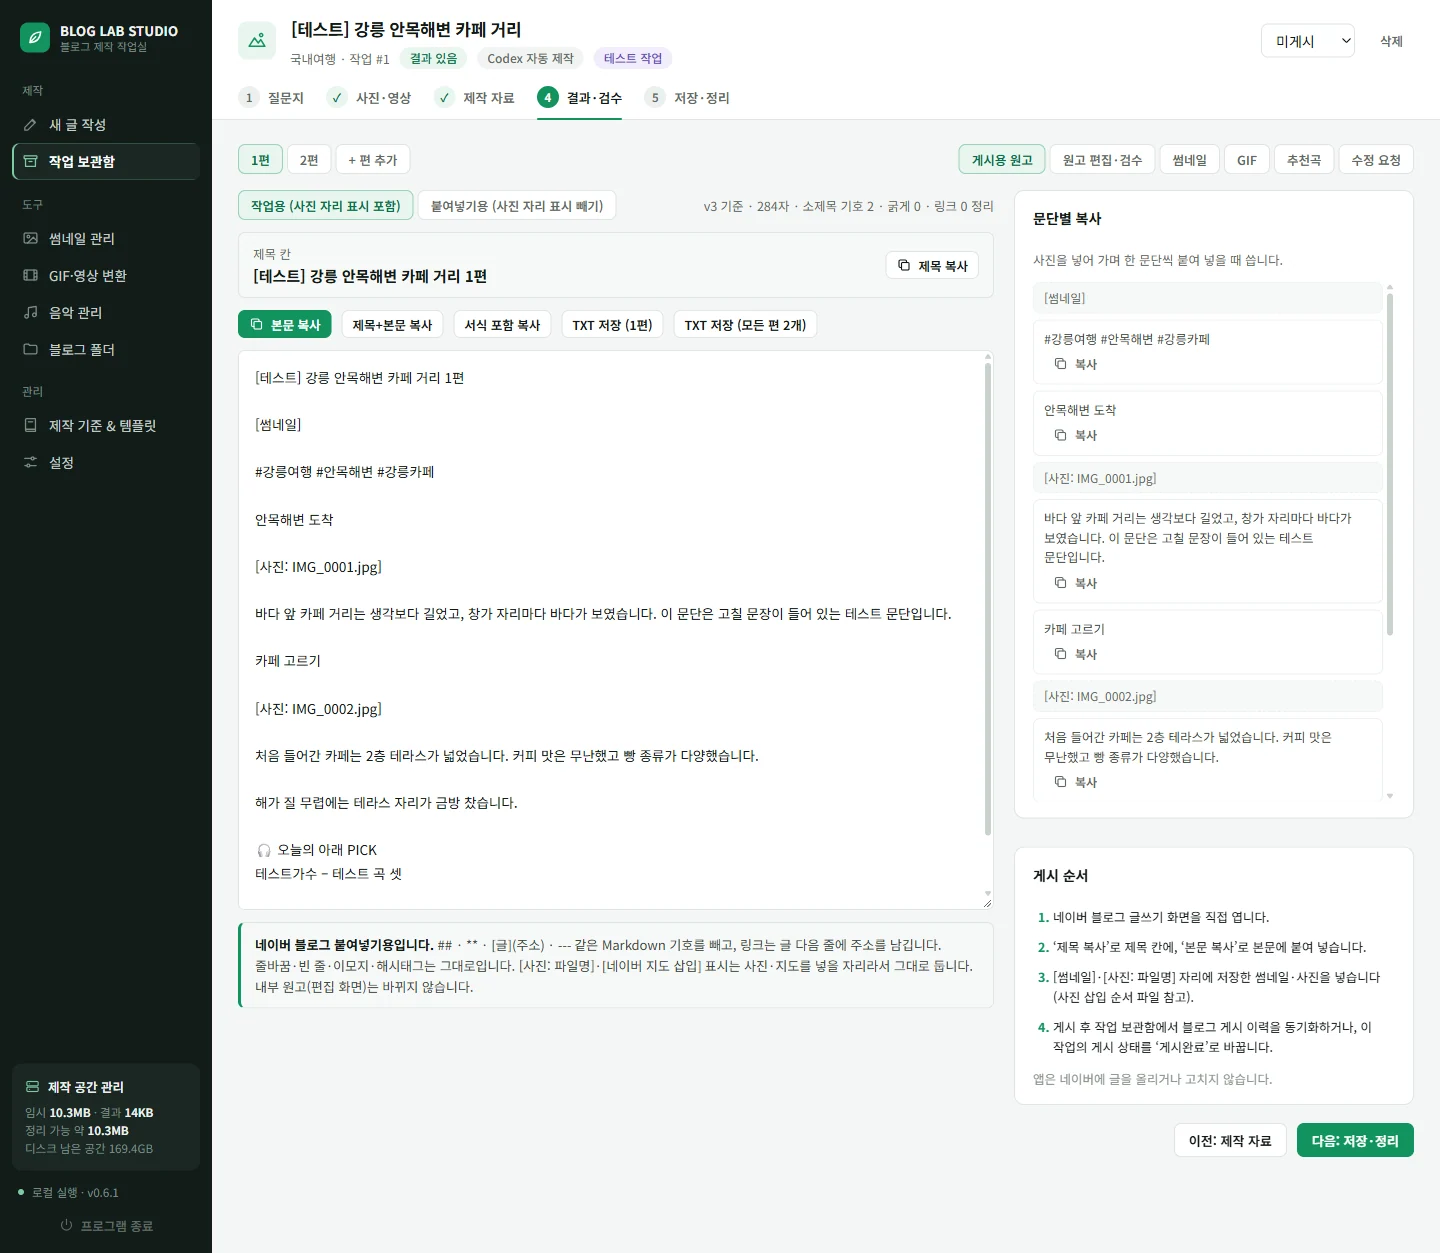 BLOG LAB STUDIO
블로그 제작 작업실
제작
새 글 작성
작업 보관함
도구
썸네일 관리
GIF·영상 변환
음악 관리
블로그 폴더
관리
제작 기준 & 템플릿
설정
제작 공간 관리
임시 10.3MB · 결과 14KB
정리 가능 약 10.3MB
디스크 남은 공간 169.4GB
로컬 실행 · v0.6.1
프로그램 종료
[테스트] 강릉 안목해변 카페 거리
국내여행 · 작업 #1 결과 있음 Codex 자동 제작 테스트 작업
미게시 삭제
1 질문지 ✓ 사진·영상 ✓ 제작 자료 4 결과·검수 5 저장·정리
1편 2편 + 편 추가
게시용 원고 원고 편집·검수 썸네일 GIF 추천곡 수정 요청
작업용 (사진 자리 표시 포함) 붙여넣기용 (사진 자리 표시 빼기)
v3 기준 · 284자 · 소제목 기호 2 · 굵게 0 · 링크 0 정리
제목 칸
[테스트] 강릉 안목해변 카페 거리 1편
제목 복사
본문 복사 제목+본문 복사 서식 포함 복사 TXT 저장 (1편) TXT 저장 (모든 편 2개)
[테스트] 강릉 안목해변 카페 거리 1편
[썸네일]
#강릉여행 #안목해변 #강릉카페
안목해변 도착
[사진: IMG_0001.jpg]
바다 앞 카페 거리는 생각보다 길었고, 창가 자리마다 바다가 보였습니다. 이 문단은 고칠 문장이 들어 있는 테스트 문단입니다.
카페 고르기
[사진: IMG_0002.jpg]
처음 들어간 카페는 2층 테라스가 넓었습니다. 커피 맛은 무난했고 빵 종류가 다양했습니다.
해가 질 무렵에는 테라스 자리가 금방 찼습니다.
🎧 오늘의 아래 PICK
테스트가수 – 테스트 곡 셋
네이버 블로그 붙여넣기용입니다. ## · ** · [글](주소) · --- 같은 Markdown 기호를 빼고, 링크는 글 다음 줄에 주소를 남깁니다.
줄바꿈·빈 줄·이모지·해시태그는 그대로입니다. [사진: 파일명]·[네이버 지도 삽입] 표시는 사진·지도를 넣을 자리라서 그대로 둡니다.
내부 원고(편집 화면)는 바뀌지 않습니다.
문단별 복사
사진을 넣어 가며 한 문단씩 붙여 넣을 때 씁니다.
[썸네일]
#강릉여행 #안목해변 #강릉카페
복사
안목해변 도착
복사
[사진: IMG_0001.jpg]
바다 앞 카페 거리는 생각보다 길었고, 창가 자리마다 바다가
보였습니다. 이 문단은 고칠 문장이 들어 있는 테스트
문단입니다.
복사
카페 고르기
복사
[사진: IMG_0002.jpg]
처음 들어간 카페는 2층 테라스가 넓었습니다. 커피 맛은
무난했고 빵 종류가 다양했습니다.
복사
게시 순서
1. 네이버 블로그 글쓰기 화면을 직접 엽니다.
2. ‘제목 복사’로 제목 칸에, ‘본문 복사’로 본문에 붙여 넣습니다.
3. [썸네일]·[사진: 파일명] 자리에 저장한 썸네일·사진을 넣습니다
(사진 삽입 순서 파일 참고).
4. 게시 후 작업 보관함에서 블로그 게시 이력을 동기화하거나, 이
작업의 게시 상태를 ‘게시완료’로 바꿉니다.
앱은 네이버에 글을 올리거나 고치지 않습니다.
이전: 제작 자료 다음: 저장·정리